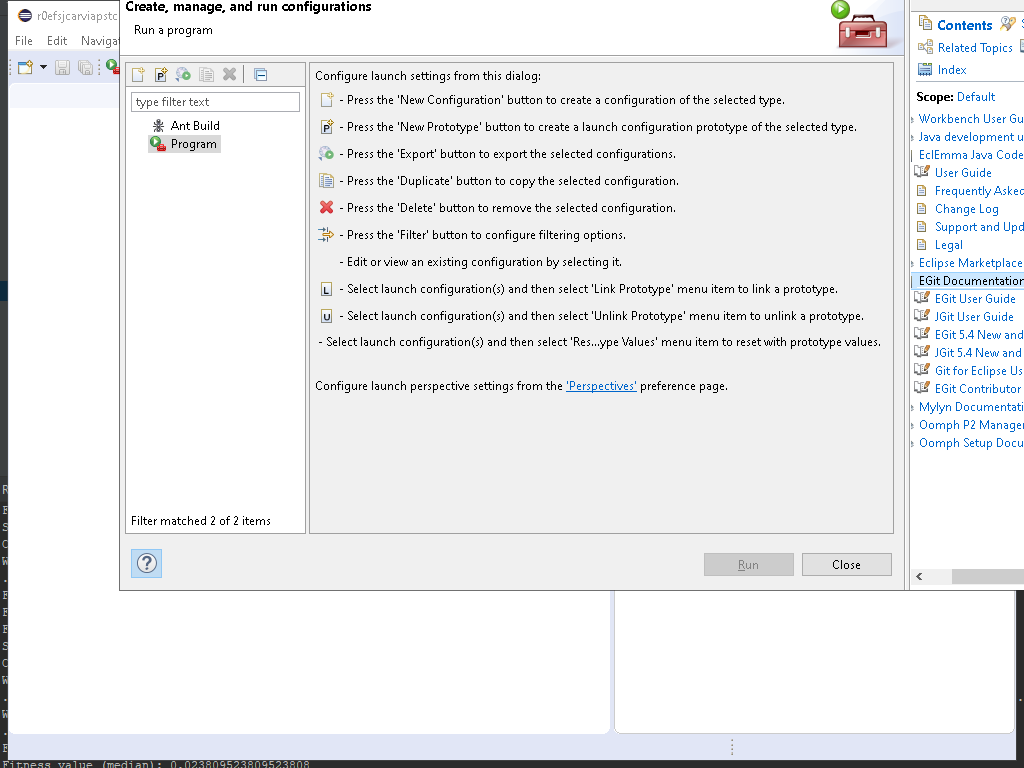 Create, manage, and run configurations
Run a program
r0efsjcarviapstc
File Edit Naviga
type filter text
Ant Build
Program
Filter matched 2 of 2 items
Configure launch settings from this dialog:
- Press the 'New Configuration' button to create a configuration of the selected type.
- Press the 'New Prototype' button to create a launch configuration prototype of the selected type.
- Press the 'Export' button to export the selected configurations.
- Press the 'Duplicate' button to copy the selected configuration.
- Press the 'Delete' button to remove the selected configuration.
- Press the 'Filter' button to configure filtering options.
- Edit or view an existing configuration by selecting it.
L - Select launch configuration(s) and then select 'Link Prototype' menu item to link a prototype.
U - Select launch configuration(s) and then select 'Unlink Prototype' menu item to unlink a prototype.
- Select launch configuration(s) and then select 'Res...ype Values' menu item to reset with prototype values.
Configure launch perspective settings from the 'Perspectives' preference page.
Run Close
Contents
Related Topics
Index
Scope: Default
Workbench User Gu
Java development u
EclEmma Java Code
User Guide
Frequently Asked
Change Log
Support and Upd
Legal
Eclipse Marketplace
EGit Documentation
EGit User Guide
JGit User Guide
EGit 5.4 New and
JGit 5.4 New and
Git for Eclipse Us
EGit Contributor
Mylyn Documentati
Oomph P2 Manager
Oomph Setup Docu
Fitness value (median): 0.023809523809523808